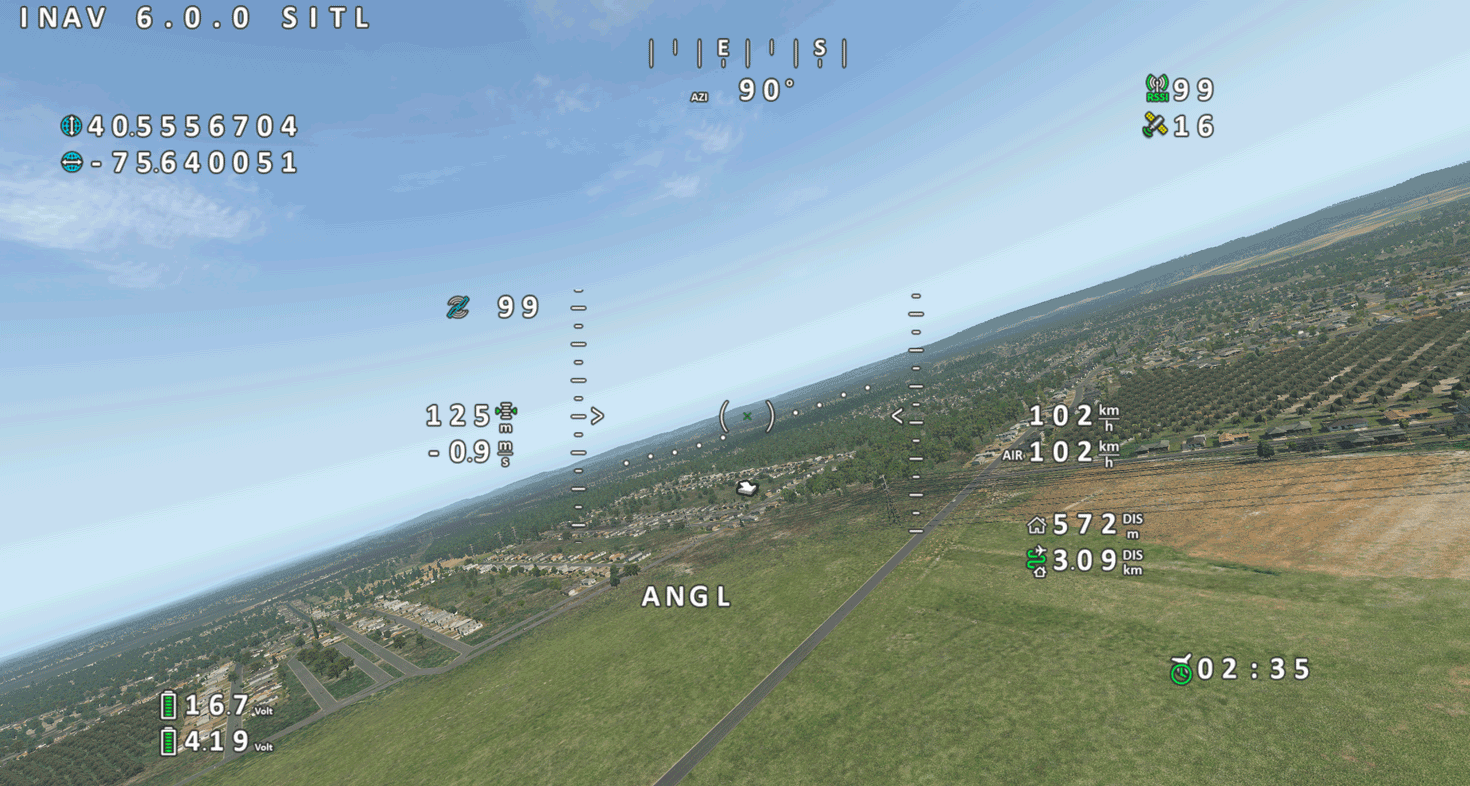 INAV 6.0.0 SITL
E S
AZI 90°
RSSI 99
16
40.5556704
-75.640051
99
125 m
-0.9 m/s
102 km/h
AIR 102 km/h
572 DIS m
3.09 DIS km
ANGL
02:35
16.7 Volt
4.19 Volt